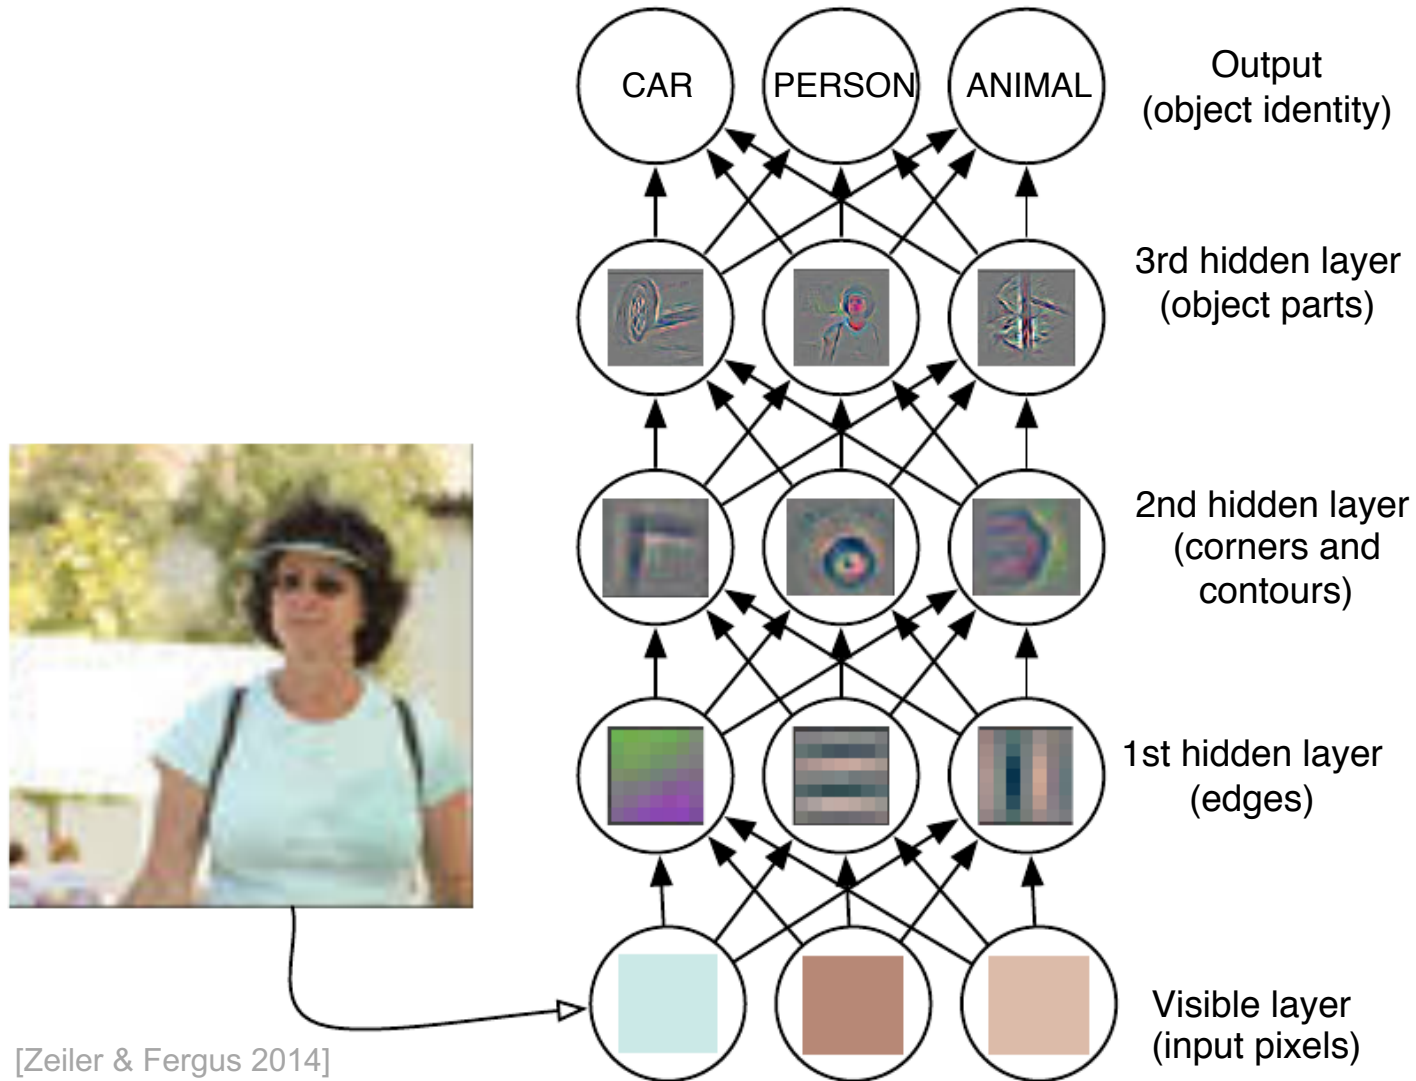 CAR
PERSON
ANIMAL
Output
(object identity)
3rd hidden layer
(object parts)
2nd hidden layer
(corners and
contours)
1st hidden layer
(edges)
Visible layer
(input pixels)
[Zeiler & Fergus 2014]